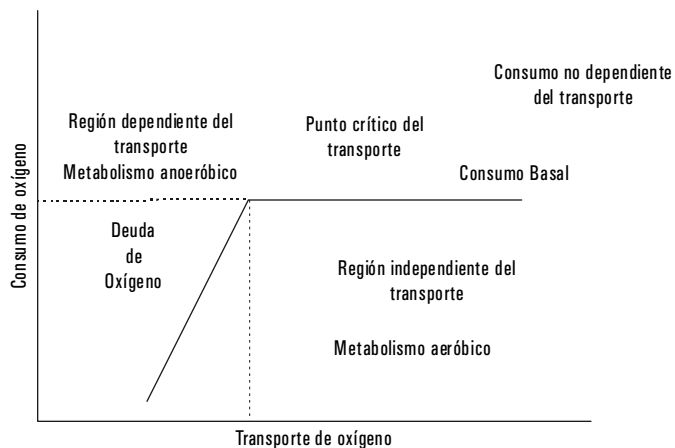 Consumo no dependiente
del transporte
Región dependiente del
transporte
Metabolismo anoeróbico
Punto crítico del
transporte
Consumo Basal
Consumo de oxígeno
Deuda
de
Oxígeno
Región independiente del
transporte
Metabolismo aeróbico
Transporte de oxígeno